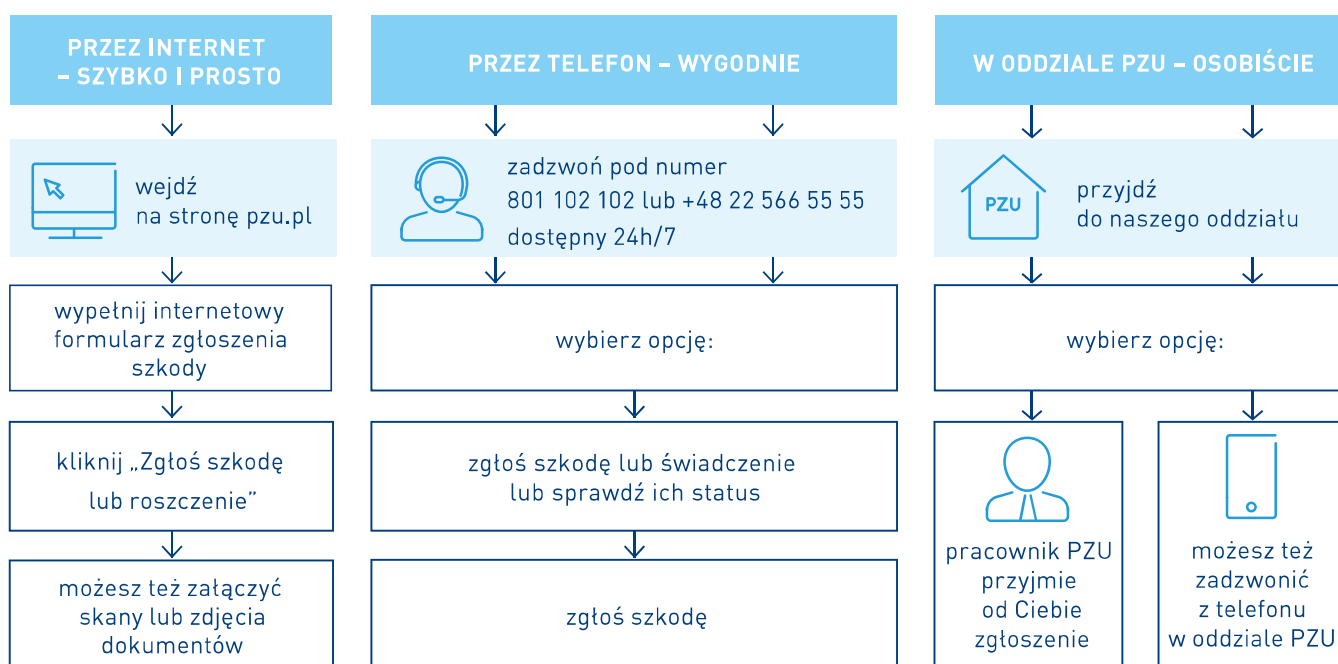 PRZEZ INTERNET
– SZYBKO I PROSTO
wejdź
na stronę pzu.pl
wypełnij internetowy
formularz zgłoszenia
szkody
kliknij „Zgłoś szkodę
lub roszczenie”
możesz też załączyć
skany lub zdjęcia
dokumentów
PRZEZ TELEFON – WYGODNIE
zadzwoń pod numer
801 102 102 lub +48 22 566 55 55
dostępny 24h/7
wybierz opcję:
zgłoś szkodę lub świadczenie
lub sprawdź ich status
zgłoś szkodę
W ODDZIALE PZU – OSOBIŚCIE
PZU
przyjdź
do naszego oddziału
wybierz opcję:
pracownik PZU
przyjmie
od Ciebie
zgłoszenie
możesz też
zadzwonić
z telefonu
w oddziale PZU